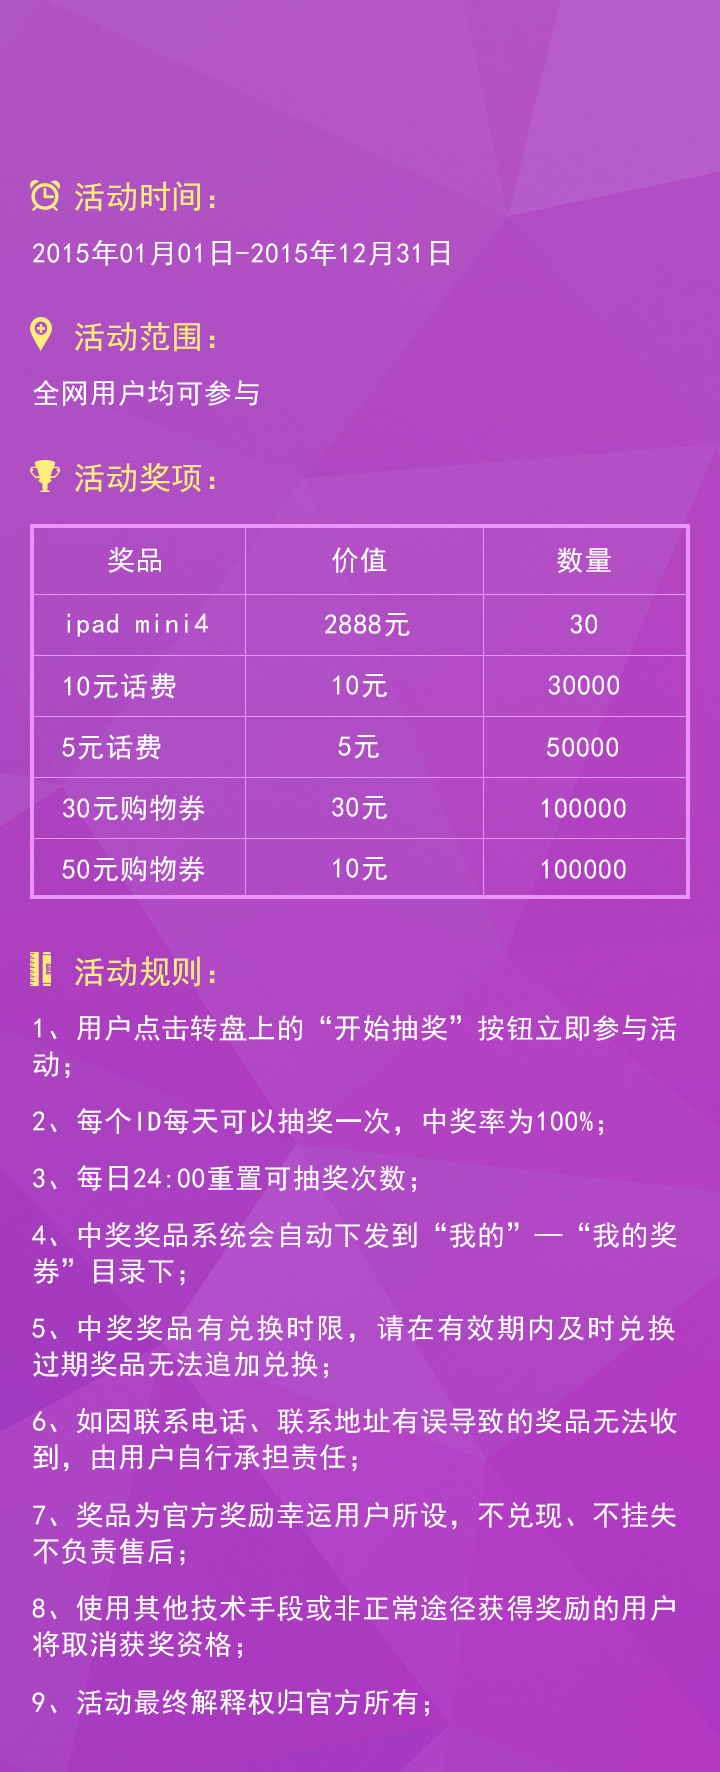 活动时间：
2015年01月01日-2015年12月31日
活动范围：
全网用户均可参与
活动奖项：
奖品 价值 数量
ipad mini4 2888元 30
10元话费 10元 30000
5元话费 5元 50000
30元购物券 30元 100000
50元购物券 10元 100000
活动规则：
1、用户点击转盘上的“开始抽奖”按钮立即参与活
动；
2、每个ID每天可以抽奖一次，中奖率为100%；
3、每日24:00重置可抽奖次数；
4、中奖奖品系统会自动下发到“我的”—“我的奖
券”目录下；
5、中奖奖品有兑换时限，请在有效期内及时兑换
过期奖品无法追加兑换；
6、如因联系电话、联系地址有误导致的奖品无法收
到，由用户自行承担责任；
7、奖品为官方奖励幸运用户所设，不兑现、不挂失
不负责售后；
8、使用其他技术手段或非正常途径获得奖励的用户
将取消获奖资格；
9、活动最终解释权归官方所有；